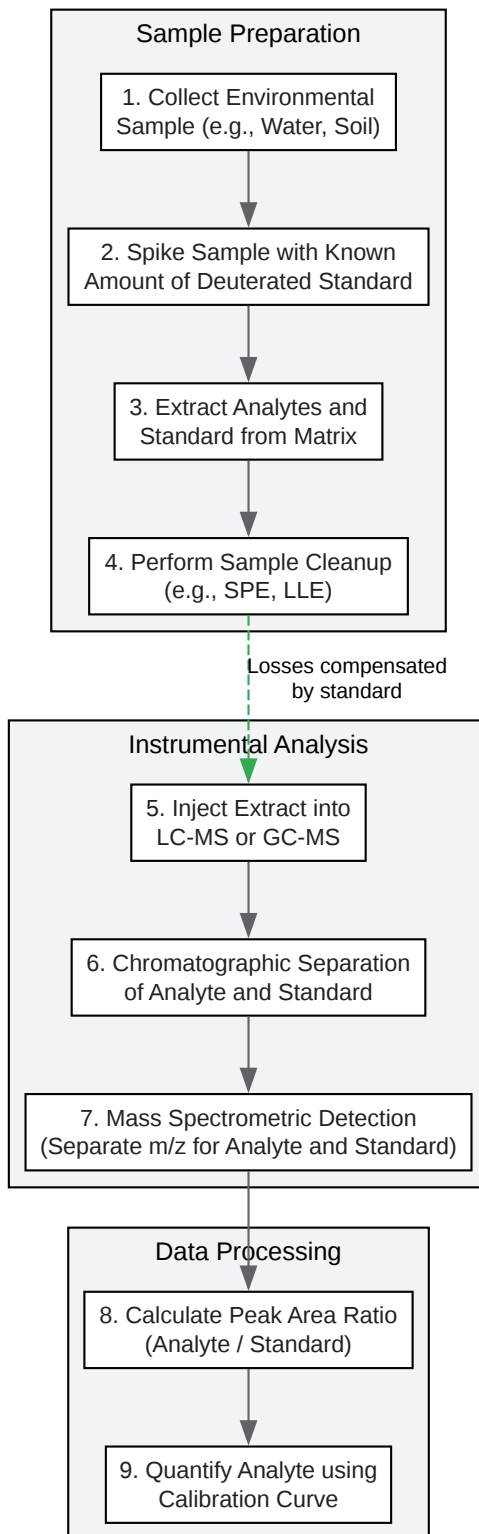 Sample Preparation
1. Collect Environmental
Sample (e.g., Water, Soil)
2. Spike Sample with Known
Amount of Deuterated Standard
3. Extract Analytes and
Standard from Matrix
4. Perform Sample Cleanup
(e.g., SPE, LLE)
Losses compensated
by standard
Instrumental Analysis
5. Inject Extract into
LC-MS or GC-MS
6. Chromatographic Separation
of Analyte and Standard
7. Mass Spectrometric Detection
(Separate m/z for Analyte and Standard)
Data Processing
8. Calculate Peak Area Ratio
(Analyte / Standard)
9. Quantify Analyte using
Calibration Curve